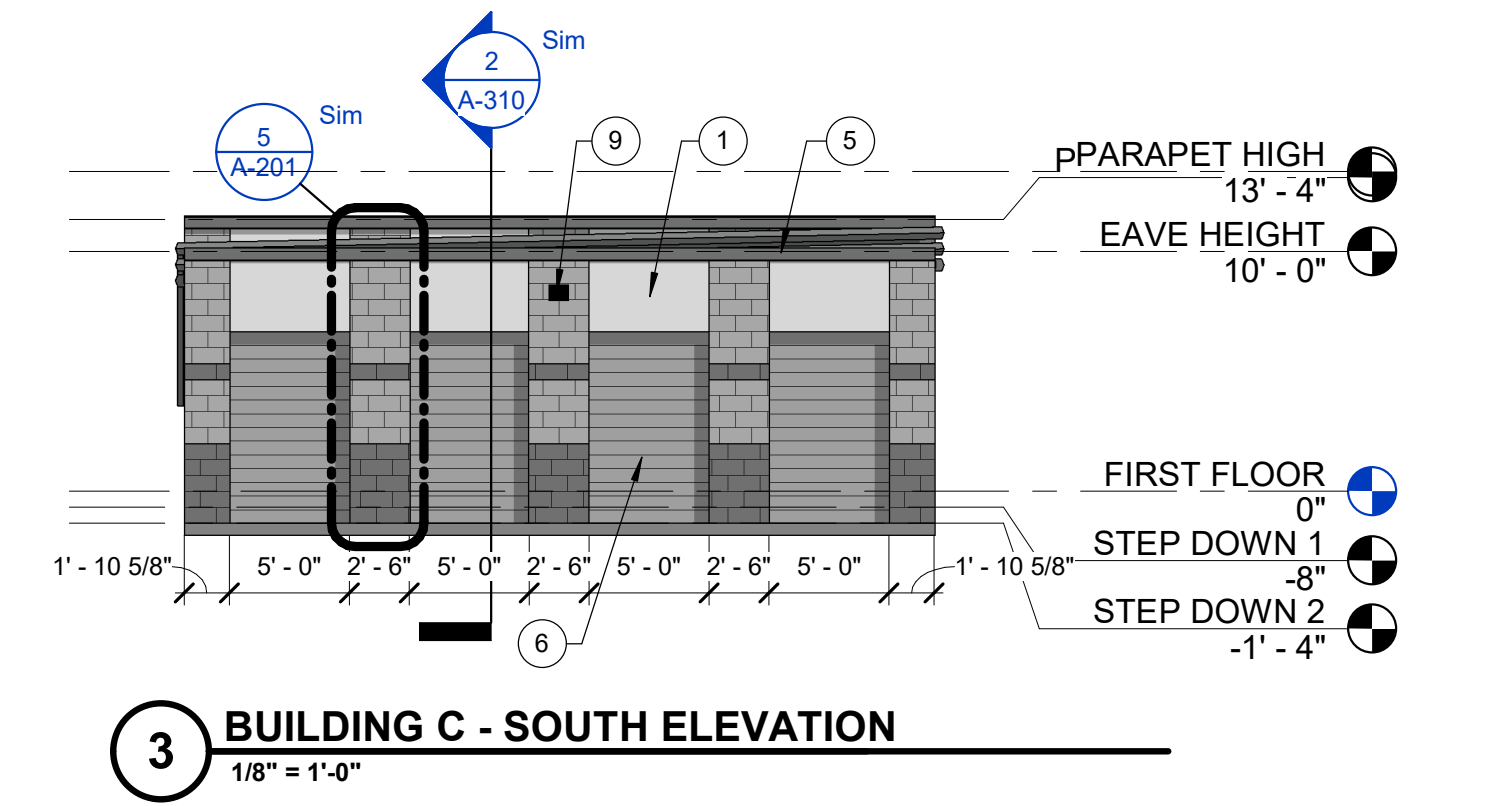 2
A-310
Sim
5
A-201
Sim
9
1
5
PPARAPET HIGH
13' - 4"
EAVE HEIGHT
10' - 0"
FIRST FLOOR
0"
STEP DOWN 1
-8"
STEP DOWN 2
-1' - 4"
1' - 10 5/8" 5' - 0" 2' - 6" 5' - 0" 2' - 6" 5' - 0" 2' - 6" 5' - 0" 1' - 10 5/8"
6
3 BUILDING C - SOUTH ELEVATION
1/8" = 1'-0"